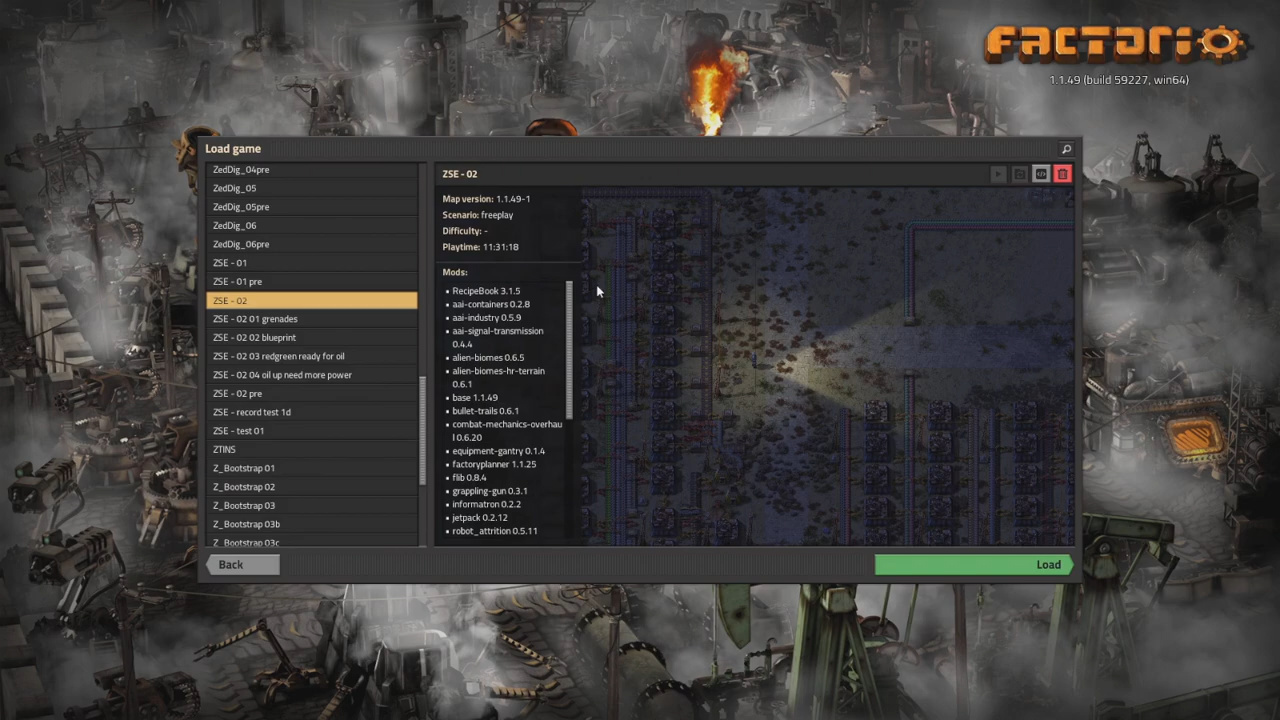 FACTORIO
1.1.49 (build 59227, win64)
Load game
ZedDig_04pre
ZedDig_05
ZedDig_05pre
ZedDig_06
ZedDig_06pre
ZSE - 01
ZSE - 01 pre
ZSE - 02
ZSE - 02 01 grenades
ZSE - 02 02 blueprint
ZSE - 02 03 redgreen ready for oil
ZSE - 02 04 oil up need more power
ZSE - 02 pre
ZSE - record test 1d
ZSE - test 01
ZTINS
Z_Bootstrap 01
Z_Bootstrap 02
Z_Bootstrap 03
Z_Bootstrap 03b
Z_Bootstrap 03c
ZSE - 02
Map version: 1.1.49-1
Scenario: freeplay
Difficulty: -
Playtime: 11:31:18
Mods:
• RecipeBook 3.1.5
• aai-containers 0.2.8
• aai-industry 0.5.9
• aai-signal-transmission
0.4.4
• alien-biomes 0.6.5
• alien-biomes-hr-terrain
0.6.1
• base 1.1.49
• bullet-trails 0.6.1
• combat-mechanics-overhau
l 0.6.20
• equipment-gantry 0.1.4
• factoryplanner 1.1.25
• flib 0.8.4
• grappling-gun 0.3.1
• informatron 0.2.2
• jetpack 0.2.12
• robot_attrition 0.5.11
Back
Load